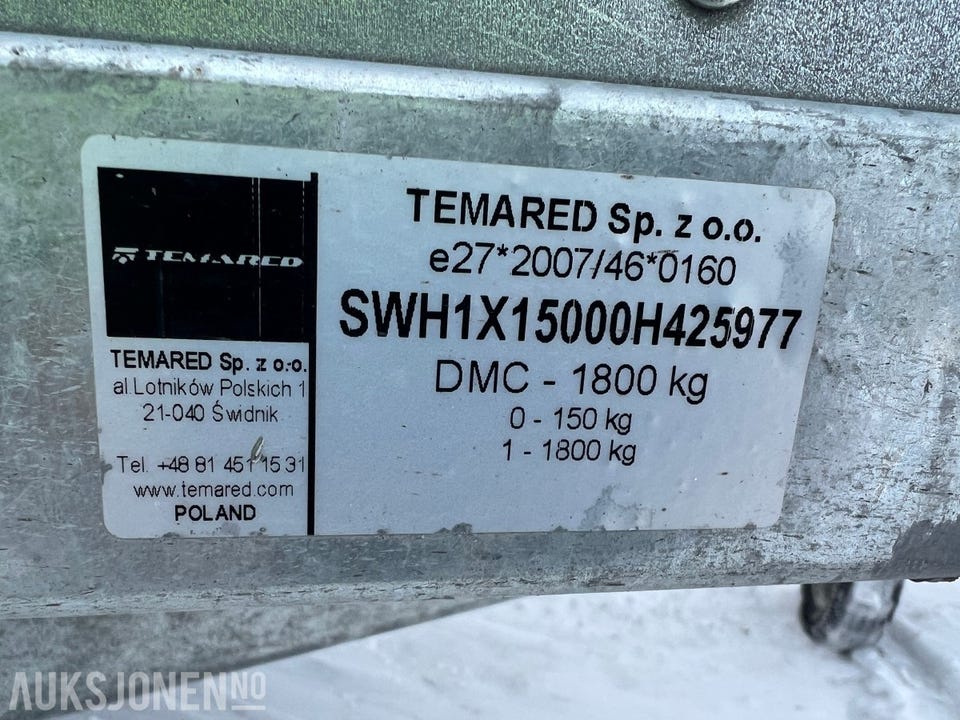 TEMARED
TEMARED Sp. z o.o.
al.Lotników Polskich 1
21-040 Świdnik
Tel. +48 81 451 15 31
www.temared.com
POLAND
TEMARED Sp. z o.o.
e27*2007/46*0160
SWH1X15000H425977
DMC - 1800 kg
0 - 150 kg
1 - 1800 kg
AUKSJONEN NO